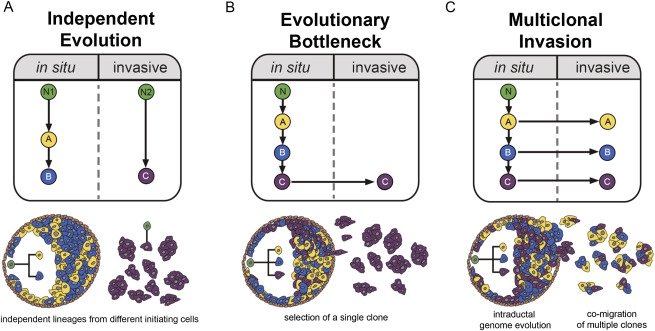 A
Independent
Evolution
in situ
invasive
N1
N2
A
B
C
independent lineages from different initiating cells
B
Evolutionary
Bottleneck
in situ
invasive
N
A
B
C
C
selection of a single clone
C
Multiclonal
Invasion
in situ
invasive
N
A
A
B
B
C
C
intraductal
genome evolution
co-migration
of multiple clones